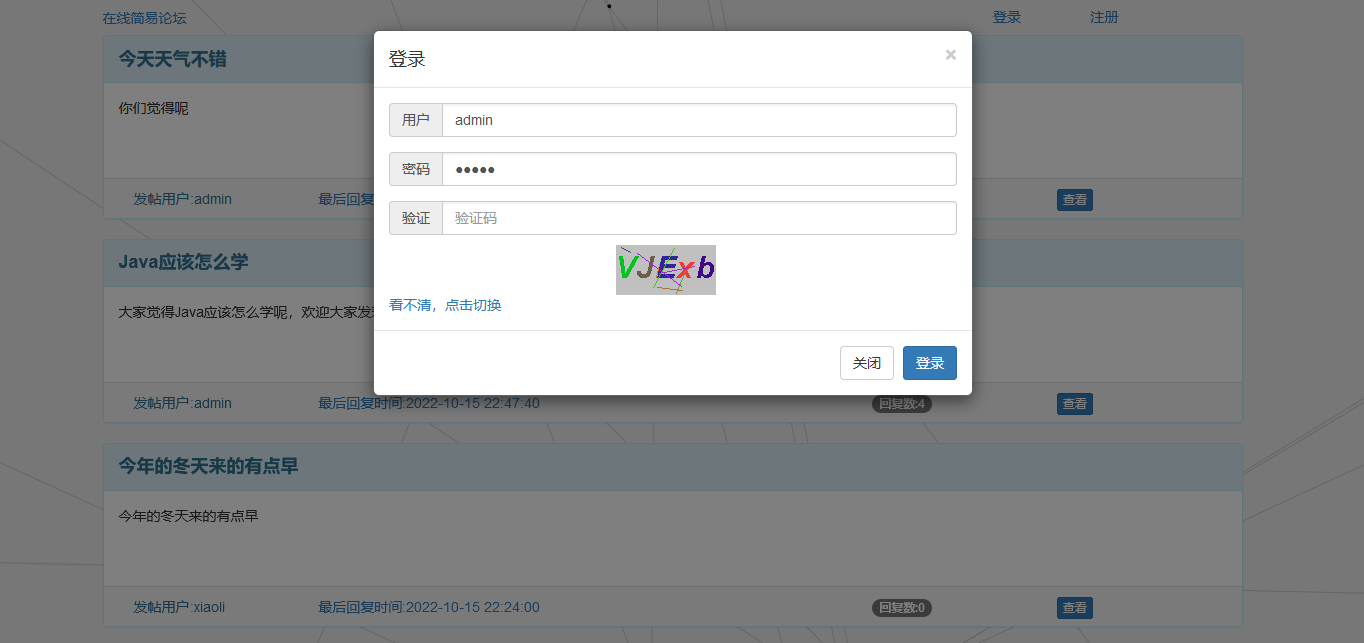 在线简易论坛 登录 注册
今天天气不错
你们觉得呢
发帖用户:admin 最后回复 查看
登录 ×
用户 admin
密码 •••••
验证 验证码
VJExb
看不清，点击切换
关闭 登录
Java应该怎么学
大家觉得Java应该怎么学呢，欢迎大家发
发帖用户:admin 最后回复时间:2022-10-15 22:47:40 回复数:4 查看
今年的冬天来的有点早
今年的冬天来的有点早
发帖用户:xiaoli 最后回复时间:2022-10-15 22:24:00 回复数:0 查看